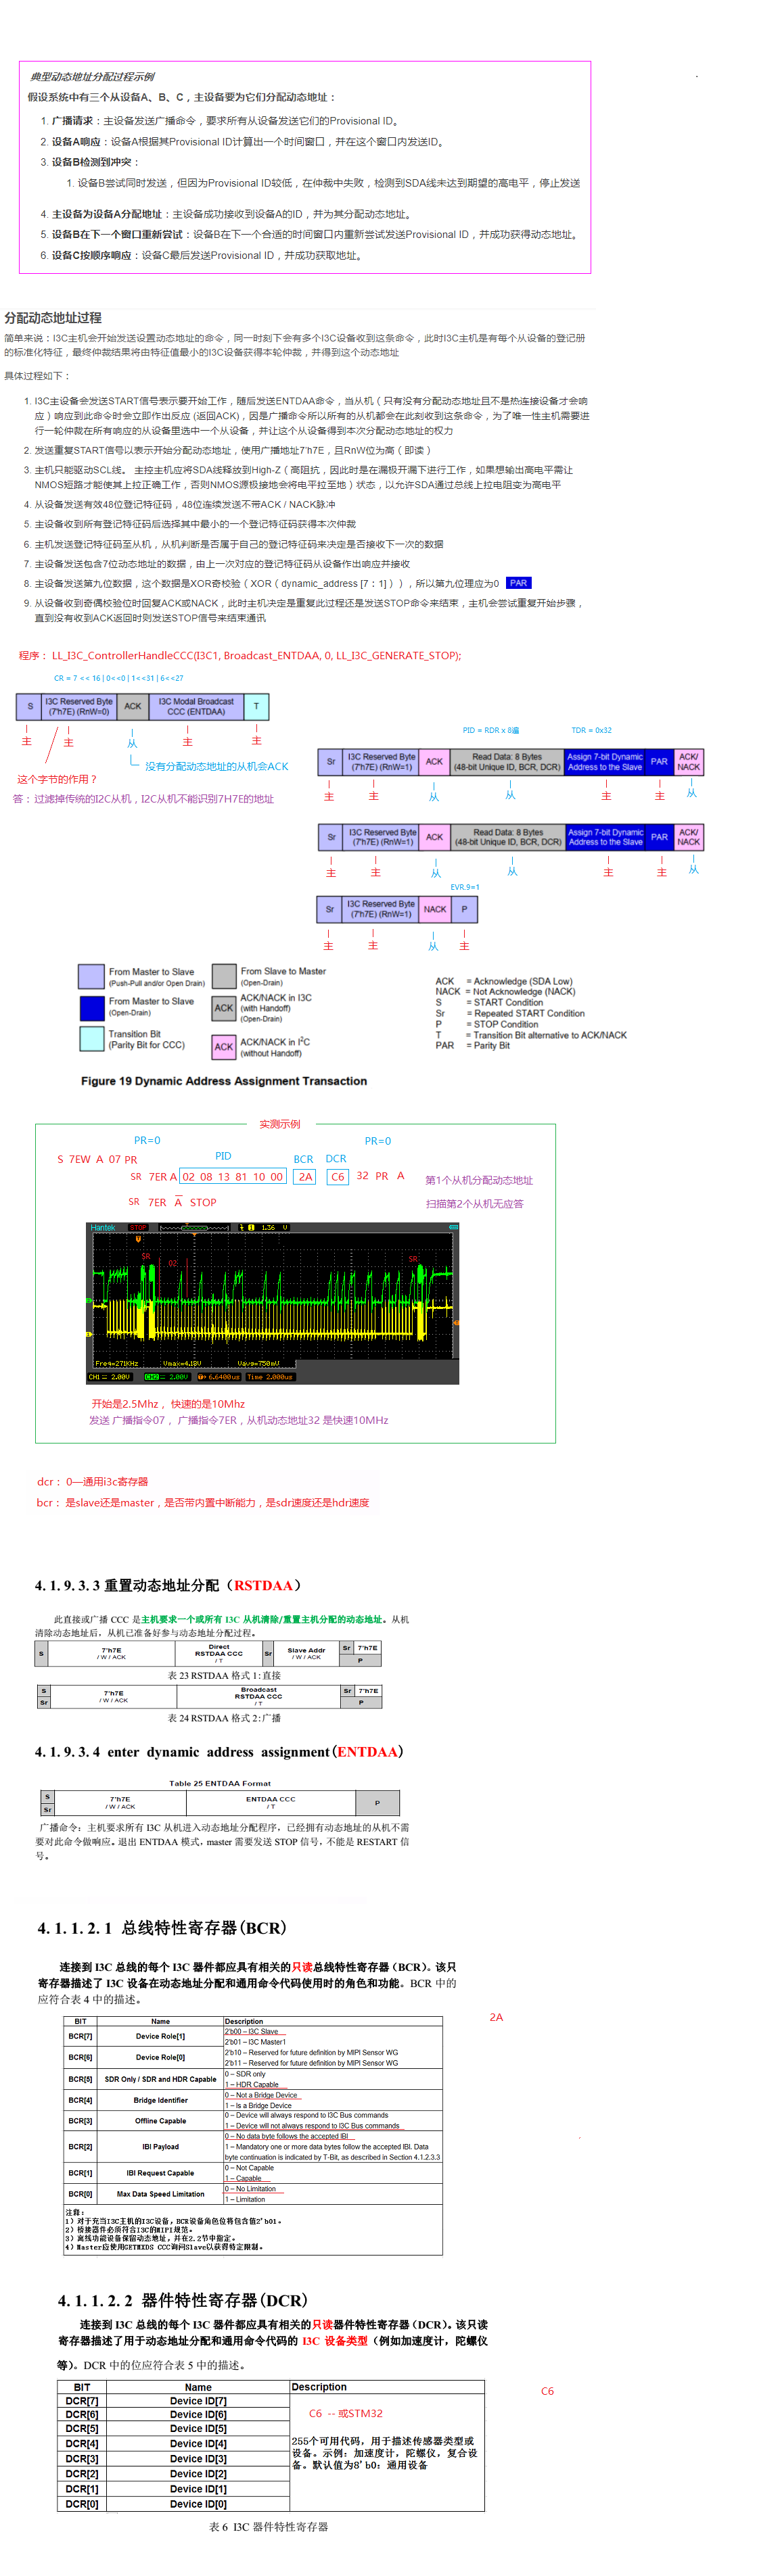 典型动态地址分配过程示例
假设系统中有三个从设备A、B、C，主设备要为它们分配动态地址：
1. 广播请求：主设备发送广播命令，要求所有从设备发送它们的Provisional ID。
2. 设备A响应：设备A根据其Provisional ID计算出一个时间窗口，并在这个窗口内发送ID。
3. 设备B检测到冲突：
1. 设备B尝试同时发送，但因为Provisional ID较低，在仲裁中失败，检测到SDA线未达到期望的高电平，停止发送
4. 主设备为设备A分配地址：主设备成功接收到设备A的ID，并为其分配动态地址。
5. 设备B在下一个窗口重新尝试：设备B在下一个合适的时间窗口内重新尝试发送Provisional ID，并成功获得动态地址。
6. 设备C按顺序响应：设备C最后发送Provisional ID，并成功获取地址。
分配动态地址过程
简单来说：I3C主机会开始发送设置动态地址的命令，同一时刻下会有多个I3C设备收到这条命令，此时I3C主机是有每个从设备的登记册
的标准化特征，最终仲裁结果将由特征值最小的I3C设备获得本轮仲裁，并得到这个动态地址
具体过程如下：
1. I3C主设备会发送START信号表示要开始工作，随后发送ENTDAA命令，当从机（只有没有分配动态地址且不是热连接设备才会响
应）响应到此命令时会立即作出反应 (返回ACK)，因是广播命令所以所有的从机都会在此刻收到这条命令，为了唯一性主机需要进
行一轮仲裁在所有响应的从设备里选中一个从设备，并让这个从设备得到本次分配动态地址的权力
2. 发送重复START信号以表示开始分配动态地址，使用广播地址7'h7E，且RnW位为高（即读）
3. 主机只能驱动SCL线。 主控主机应将SDA线释放到High-Z（高阻抗，因此时是在漏极开漏下进行工作，如果想输出高电平需让
NMOS短路才能使其上拉正确工作，否则NMOS源极接地会将电平拉至地）状态，以允许SDA通过总线上拉电阻变为高电平
4. 从设备发送有效48位登记特征码，48位连续发送不带ACK / NACK脉冲
5. 主设备收到所有登记特征码后选择其中最小的一个登记特征码获得本次仲裁
6. 主机发送登记特征码至从机，从机判断是否属于自己的登记特征码来决定是否接收下一次的数据
7. 主设备发送包含7位动态地址的数据，由上一次对应的登记特征码从设备作出响应并接收
8. 主设备发送第九位数据，这个数据是XOR奇校验（XOR（dynamic_address [7：1]）），所以第九位理应为0 PAR
9. 从设备收到奇偶校验位时回复ACK或NACK，此时主机决定是重复此过程还是发送STOP命令来结束，主机会尝试重复开始步骤，
直到没有收到ACK返回时则发送STOP信号来结束通讯
程序： LL_I3C_ControllerHandleCCC(I3C1, Broadcast_ENTDAA, 0, LL_I3C_GENERATE_STOP);
CR = 7 << 16 | 0<<0 | 1<<31 | 6<<27
S I3C Reserved Byte (7'h7E) (RnW=0) ACK I3C Modal Broadcast CCC (ENTDAA) T
主 主 从 主 主
没有分配动态地址的从机会ACK
这个字节的作用？
答：过滤掉传统的I2C从机，I2C从机不能识别7H7E的地址
PID = RDR x 8遍 TDR = 0x32
Sr I3C Reserved Byte (7'h7E) (RnW=1) ACK Read Data: 8 Bytes (48-bit Unique ID, BCR, DCR) Assign 7-bit Dynamic Address to the Slave PAR ACK/ NACK
主 主 从 从 主 主 从
Sr I3C Reserved Byte (7'h7E) (RnW=1) ACK Read Data: 8 Bytes (48-bit Unique ID, BCR, DCR) Assign 7-bit Dynamic Address to the Slave PAR ACK/ NACK
主 主 从 从 主 主 从
EVR.9=1
Sr I3C Reserved Byte (7'h7E) (RnW=1) NACK P
主 主 从 主
From Master to Slave
(Push-Pull and/or Open Drain)
From Master to Slave
(Open-Drain)
Transition Bit
(Parity Bit for CCC)
From Slave to Master
(Open-Drain)
ACK
ACK/NACK in I3C
(with Handoff)
(Open-Drain)
ACK
ACK/NACK in I2C
(without Handoff)
ACK = Acknowledge (SDA Low)
NACK = Not Acknowledge (NACK)
S = START Condition
Sr = Repeated START Condition
P = STOP Condition
T = Transition Bit alternative to ACK/NACK
PAR = Parity Bit
Figure 19 Dynamic Address Assignment Transaction
实测示例
PR=0 PR=0
S 7EW A 07 PR PID BCR DCR
SR 7ER A 02 08 13 81 10 00 2A C6 32 PR A
第1个从机分配动态地址
SR 7ER A STOP
扫描第2个从机无应答
Hantek STOP 1 1.36 V
SR 02 SR
Freq=271KHz Vmax=4.18V Vavg=750mV
CH1 2.00V CH2 2.00V 6.6400us Time 2.000us
开始是2.5Mhz， 快速的是10Mhz
发送 广播指令07， 广播指令7ER，从机动态地址32 是快速10MHz
dcr： 0—通用i3c寄存器
bcr： 是slave还是master，是否带内置中断能力，是sdr速度还是hdr速度
4.1.9.3.3 重置动态地址分配（RSTDAA）
此直接或广播 CCC 是主机要求一个或所有 I3C 从机清除/重置主机分配的动态地址。从机
清除动态地址后，从机已准备好参与动态地址分配过程。
S 7'h7E / W / ACK Direct RSTDAA CCC / T Sr Slave Addr / W / ACK Sr 7'h7E P
表 23 RSTDAA 格式 1:直接
S Sr 7'h7E / W / ACK Broadcast RSTDAA CCC / T Sr 7'h7E P
表 24 RSTDAA 格式 2:广播
4.1.9.3.4 enter dynamic address assignment(ENTDAA)
Table 25 ENTDAA Format
S Sr 7'h7E / W / ACK ENTDAA CCC / T P
广播命令：主机要求所有 I3C 从机进入动态地址分配程序，已经拥有动态地址的从机不需
要对此命令做响应。退出 ENTDAA 模式，master 需要发送 STOP 信号，不能是 RESTART 信
号。
4.1.1.2.1 总线特性寄存器(BCR)
连接到 I3C 总线的每个 I3C 器件都应具有相关的只读总线特性寄存器（BCR）。该只
寄存器描述了 I3C 设备在动态地址分配和通用命令代码使用时的角色和功能。BCR 中的
应符合表 4 中的描述。
2A
BIT Name Description
BCR[7] Device Role[1] 2'b00 – I3C Slave
2'b01 – I3C Master1
BCR[6] Device Role[0] 2'b10 – Reserved for future definition by MIPI Sensor WG
2'b11 – Reserved for future definition by MIPI Sensor WG
BCR[5] SDR Only / SDR and HDR Capable 0 – SDR only
1 – HDR Capable
BCR[4] Bridge Identifier 0 – Not a Bridge Device
1 – Is a Bridge Device
BCR[3] Offline Capable 0 – Device will always respond to I3C Bus commands
1 – Device will not always respond to I3C Bus commands
BCR[2] IBI Payload 0 – No data byte follows the accepted IBI
1 – Mandatory one or more data bytes follow the accepted IBI. Data
byte continuation is indicated by T-Bit, as described in Section 4.1.2.3.3
BCR[1] IBI Request Capable 0 – Not Capable
1 – Capable
BCR[0] Max Data Speed Limitation 0 – No Limitation
1 – Limitation
注释:
1) 对于充当I3C主机的I3C设备, BCR设备角色位将包含值2'b01。
2) 桥接器件必须符合I3C的MIPI规范。
3) 离线功能设备保留动态地址, 并在2.2节中指定。
4) Master应使用GETMXDS CCC询问Slave以获得特定限制。
4.1.1.2.2 器件特性寄存器(DCR)
连接到 I3C 总线的每个 I3C 器件都应具有相关的只读器件特性寄存器（DCR）。该只读
寄存器描述了用于动态地址分配和通用命令代码的 I3C 设备类型（例如加速度计，陀螺仪
等）。DCR 中的位应符合表 5 中的描述。
BIT Name Description
C6
DCR[7] Device ID[7]
DCR[6] Device ID[6] C6 -- 或STM32
DCR[5] Device ID[5]
DCR[4] Device ID[4] 255个可用代码，用于描述传感器类型或
DCR[3] Device ID[3] 设备。示例：加速度计，陀螺仪，复合设
DCR[2] Device ID[2] 备。默认值为8'b0：通用设备
DCR[1] Device ID[1]
DCR[0] Device ID[0]
表 6 I3C 器件特性寄存器